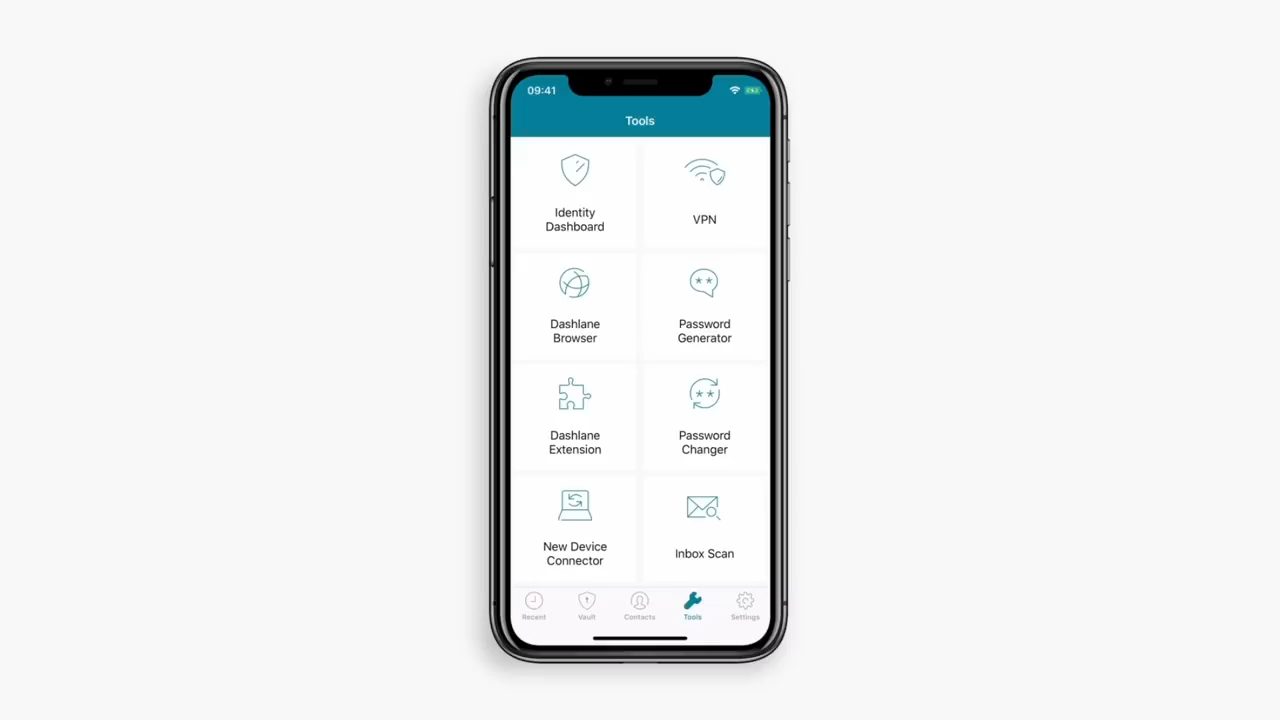 09:41
Tools
Identity
Dashboard
VPN
Dashlane
Browser
Password
Generator
Dashlane
Extension
Password
Changer
New Device
Connector
Inbox Scan
Recent
Vault
Contacts
Tools
Settings